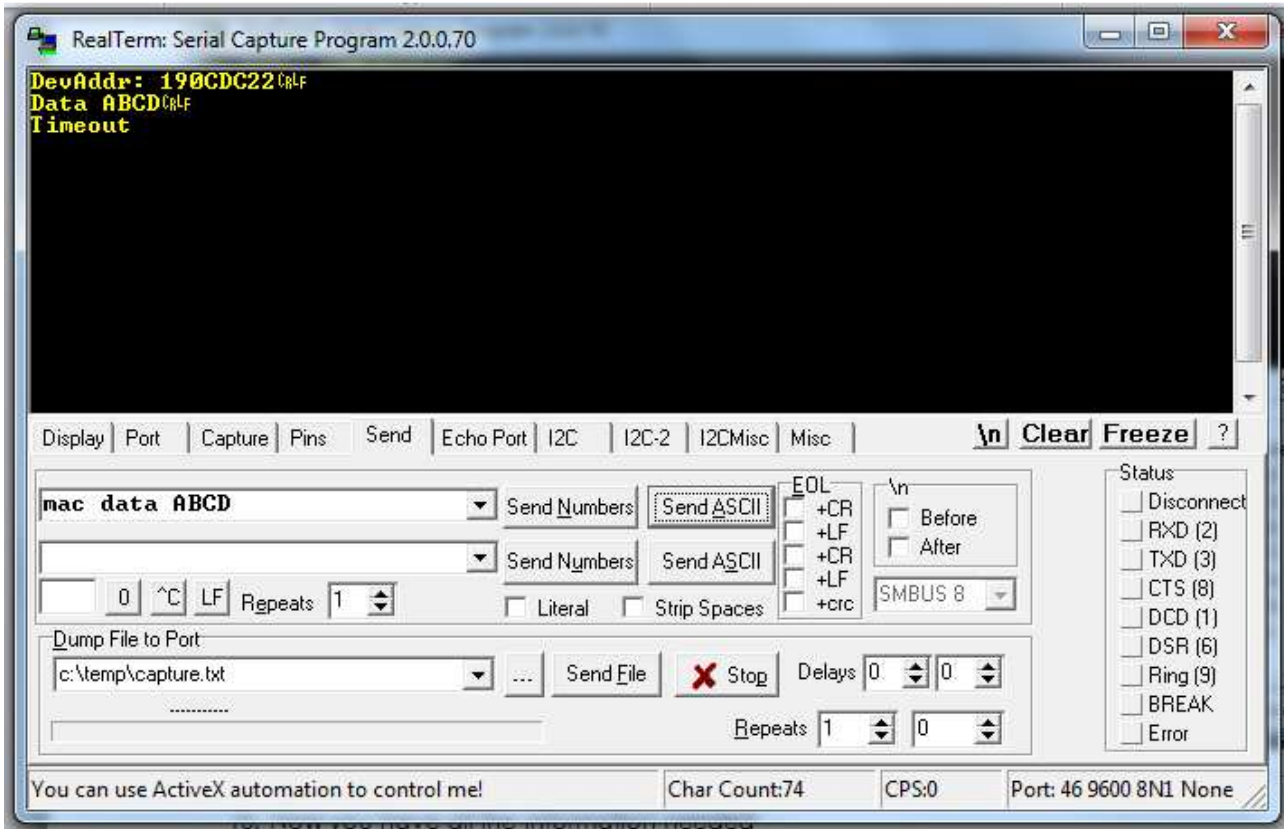 RealTerm: Serial Capture Program 2.0.0.70
DevAddr: 190CDC22CRLF
Data ABCDCRLF
Timeout
Display Port Capture Pins Send Echo Port I2C I2C-2 I2CMisc Misc \n Clear Freeze ?
mac data ABCD Send Numbers Send ASCII
Send Numbers Send ASCII
0 ^C LF Repeats 1 Literal Strip Spaces
EOL
+CR
+LF
+CR
+LF
+crc
\n
Before
After
SMBUS 8
Dump File to Port
c:\temp\capture.txt ... Send File Stop Delays 0 0
Repeats 1 0
Status
Disconnect
RXD (2)
TXD (3)
CTS (8)
DCD (1)
DSR (6)
Ring (9)
BREAK
Error
You can use ActiveX automation to control me! Char Count:74 CPS:0 Port: 46 9600 8N1 None